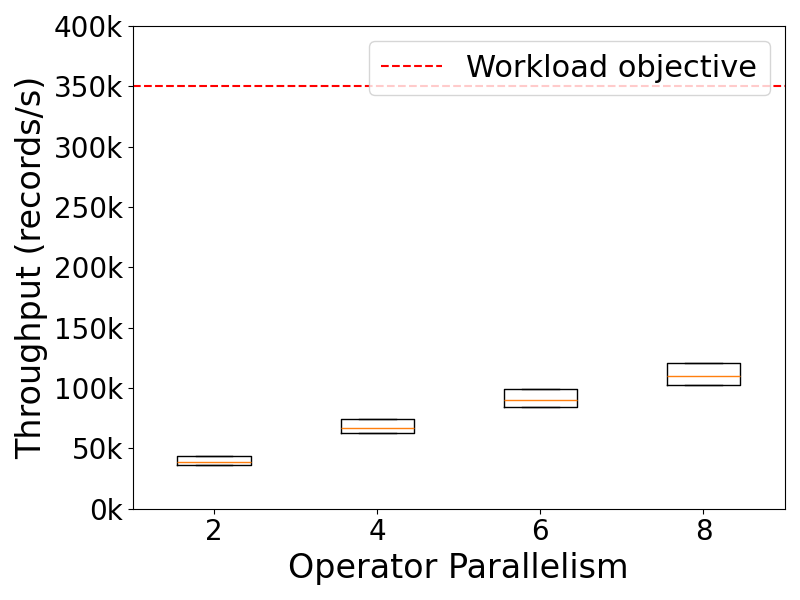 400k
Workload objective
350k
300k
250k
200k
150k
100k
50k
0k
Throughput (records/s)
2 4 6 8
Operator Parallelism